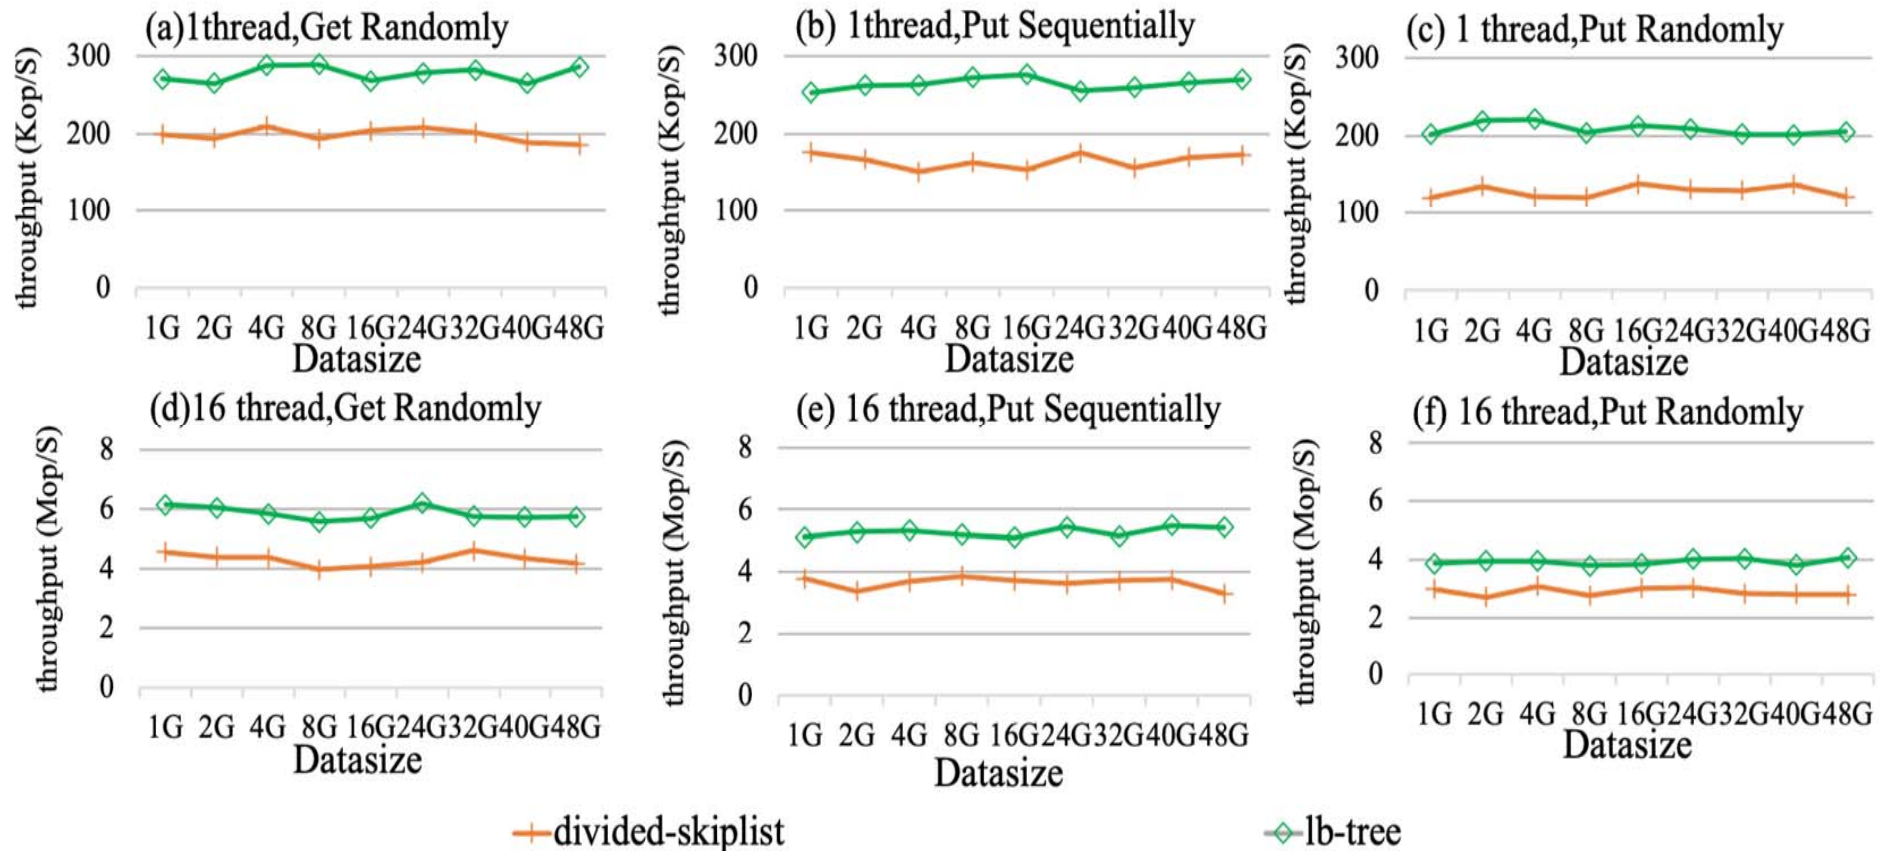 (a)1thread,Get Randomly
throughput (Kop/S)
300
200
100
0
1G 2G 4G 8G 16G24G32G40G48G
Datasize
(b) 1thread,Put Sequentially
throughtput (Kop/S)
300
200
100
0
1G 2G 4G 8G 16G24G32G40G48G
Datasize
(c) 1 thread,Put Randomly
throughput (Kop/S)
300
200
100
0
1G 2G 4G 8G 16G24G32G40G48G
Datasize
(d)16 thread,Get Randomly
throughput (Mop/S)
8
6
4
2
0
1G 2G 4G 8G 16G24G32G40G48G
Datasize
(e) 16 thread,Put Sequentially
throughput (Mop/S)
8
6
4
2
0
1G 2G 4G 8G 16G24G32G40G48G
Datasize
(f) 16 thread,Put Randomly
throughput (Mop/S)
8
6
4
2
0
1G 2G 4G 8G 16G24G32G40G48G
Datasize
divided-skiplist
lb-tree